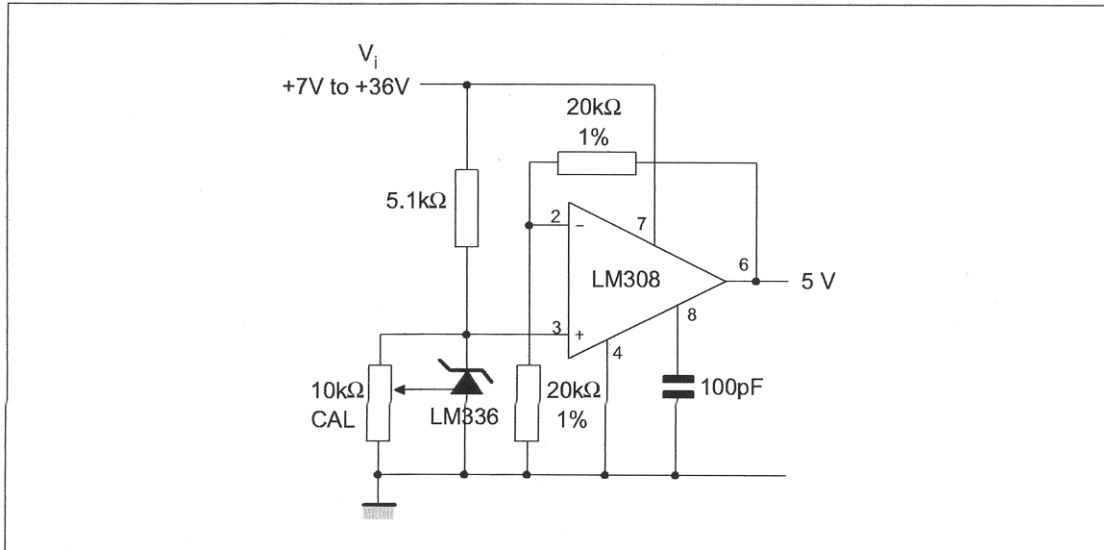 Vi
+7V to +36V
20kΩ
1%
5.1kΩ
2
−
7
LM308
6
5 V
3
+
8
4
10kΩ
CAL
LM336
20kΩ
1%
100pF